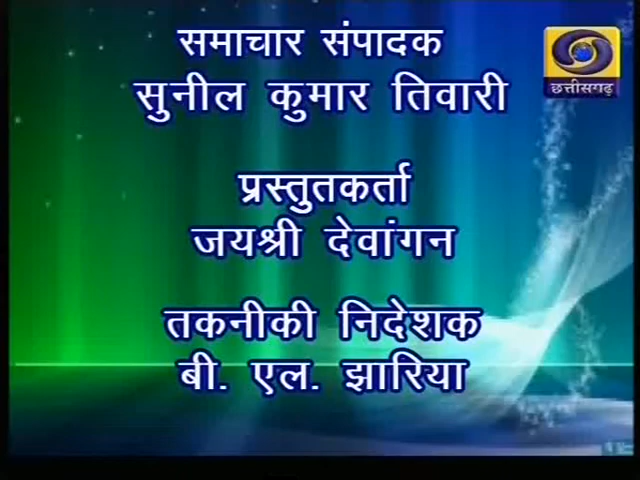 समाचार संपादक
सुनील कुमार तिवारी
छत्तीसगढ़
प्रस्तुतकर्ता
जयश्री देवांगन
तकनीकी निदेशक
बी. एल. झारिया